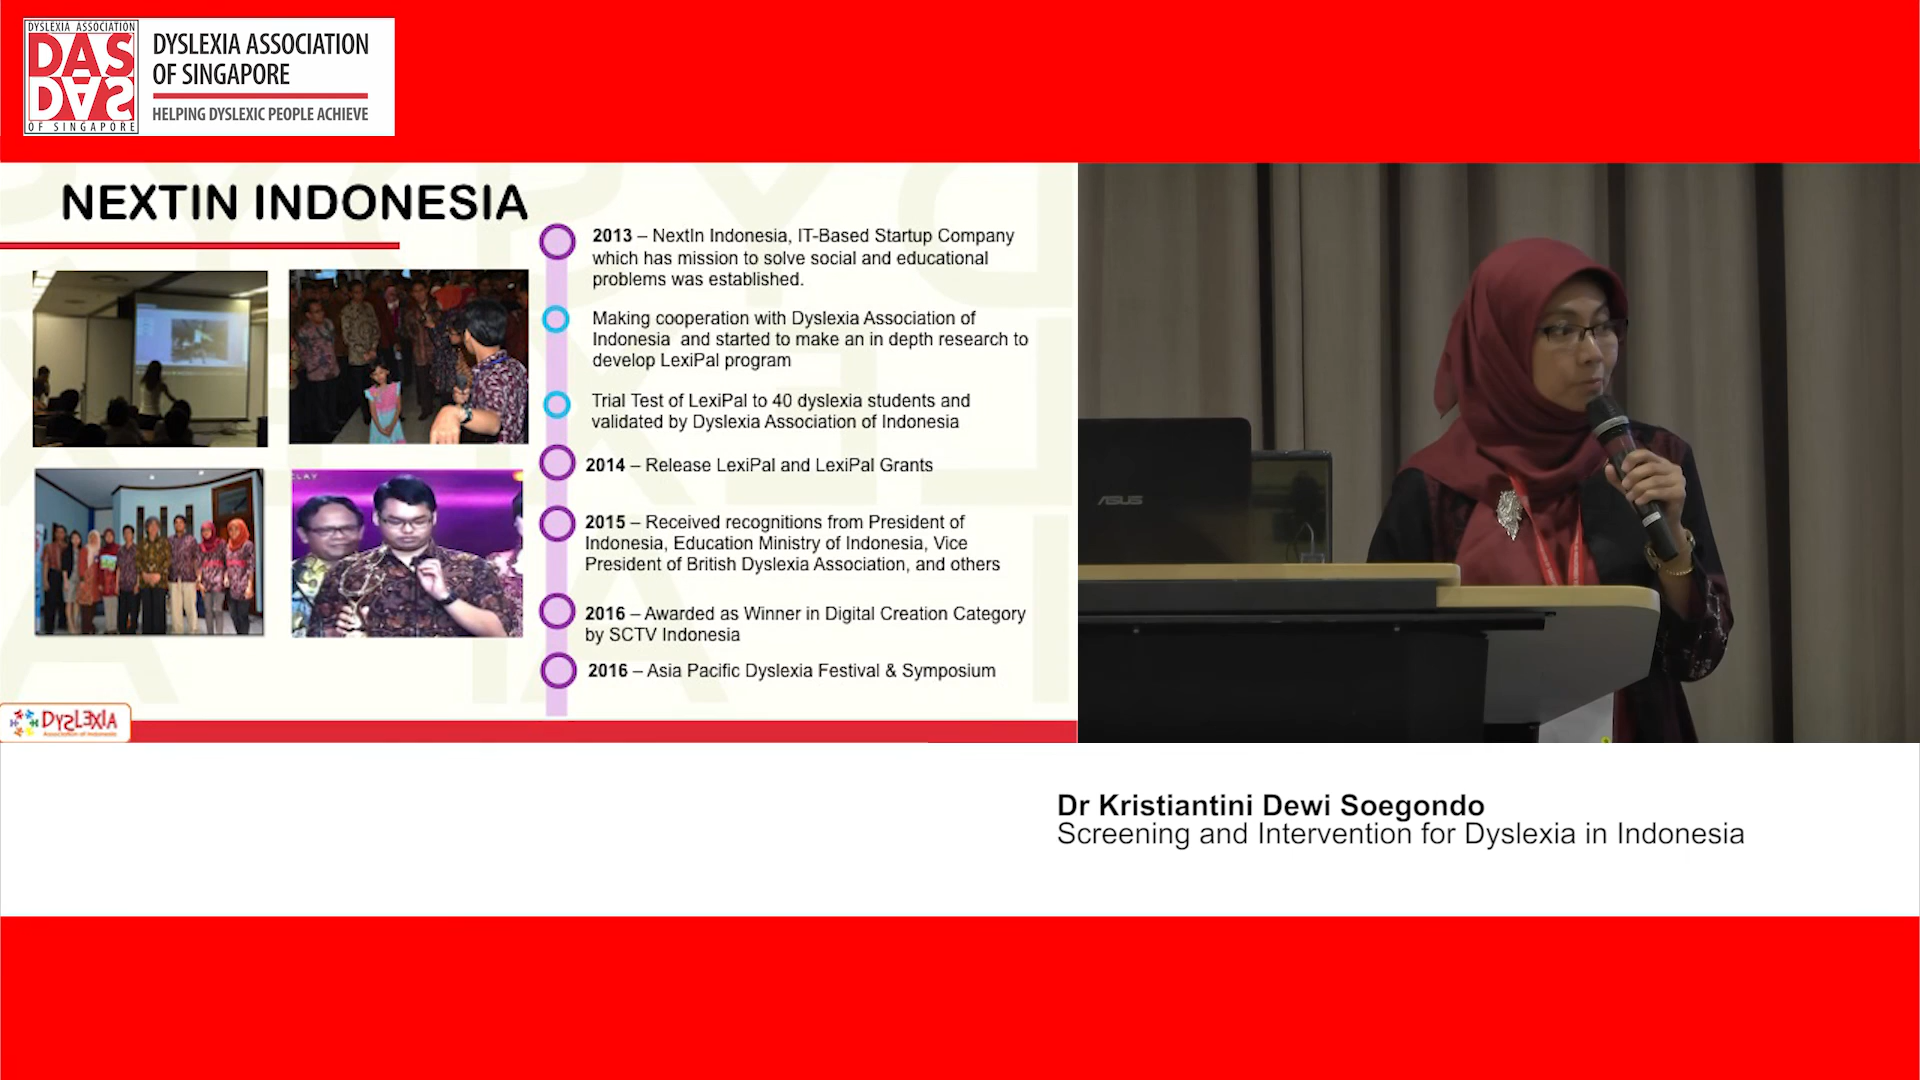 DYSLEXIA ASSOCIATION
DAS
DAS
OF SINGAPORE
DYSLEXIA ASSOCIATION
OF SINGAPORE
HELPING DYSLEXIC PEOPLE ACHIEVE
NEXTIN INDONESIA
2013 – NextIn Indonesia, IT-Based Startup Company
which has mission to solve social and educational
problems was established.
Making cooperation with Dyslexia Association of
Indonesia and started to make an in depth research to
develop LexiPal program
Trial Test of LexiPal to 40 dyslexia students and
validated by Dyslexia Association of Indonesia
2014 – Release LexiPal and LexiPal Grants
2015 – Received recognitions from President of
Indonesia, Education Ministry of Indonesia, Vice
President of British Dyslexia Association, and others
2016 – Awarded as Winner in Digital Creation Category
by SCTV Indonesia
2016 – Asia Pacific Dyslexia Festival & Symposium
DYSLEXIA
Association of Indonesia
ASUS
Dr Kristiantini Dewi Soegondo
Screening and Intervention for Dyslexia in Indonesia